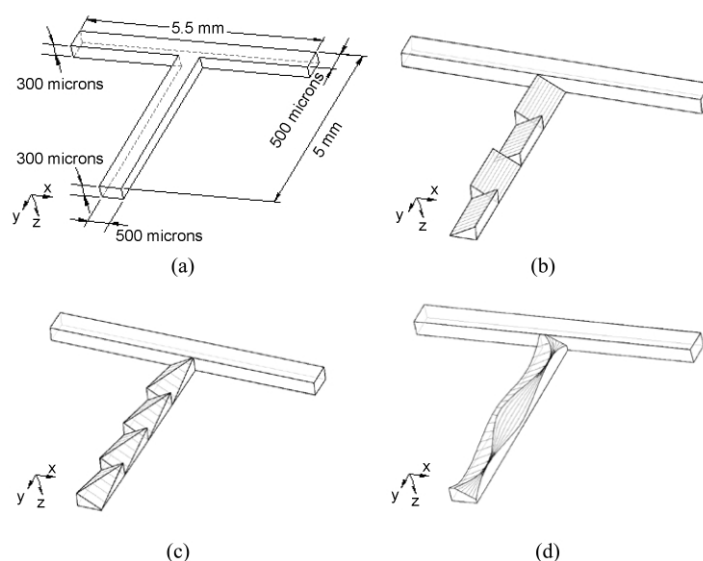 5.5 mm
300 microns
500 microns
5 mm
300 microns
500 microns
x
y
z
(a)
x
y
z
(b)
x
y
z
(c)
x
y
z
(d)